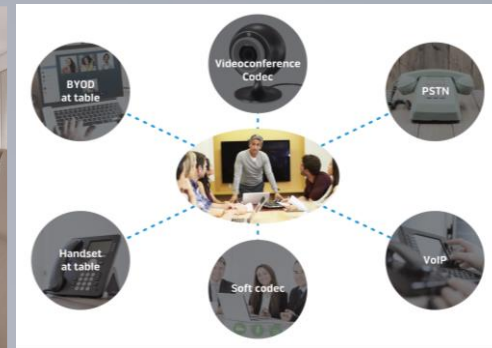 Videoconference
Codec
BYOD
at table
PSTN
Handset
at table
Soft codec
VoIP